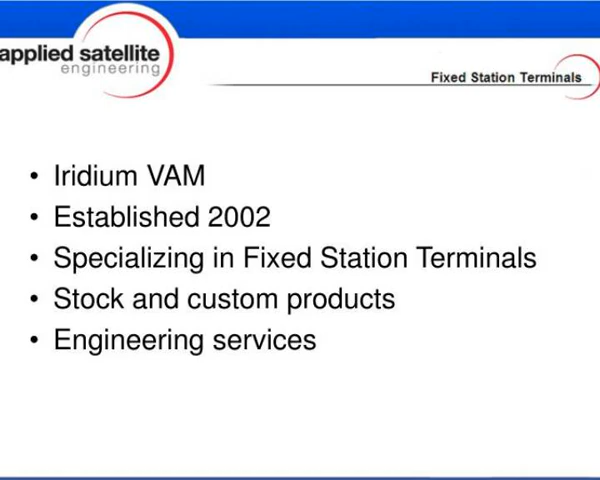 applied satellite
engineering
Fixed Station Terminals
• Iridium VAM
• Established 2002
• Specializing in Fixed Station Terminals
• Stock and custom products
• Engineering services